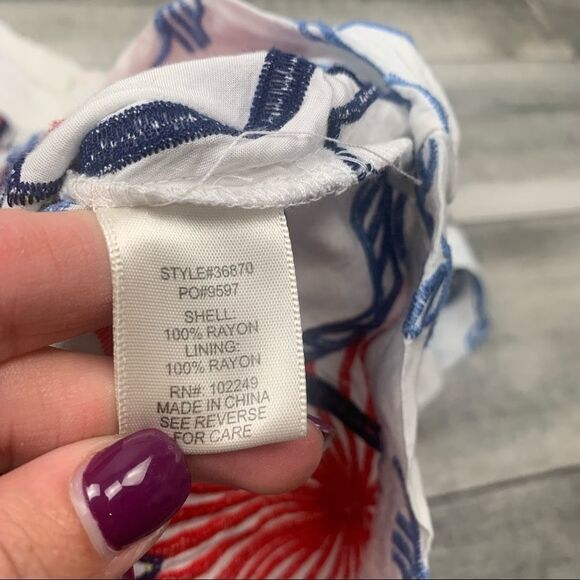 STYLE#36870
PO#9597
SHELL:
100% RAYON
LINING:
100% RAYON
RN#: 102249
MADE IN CHINA
SEE REVERSE
FOR CARE